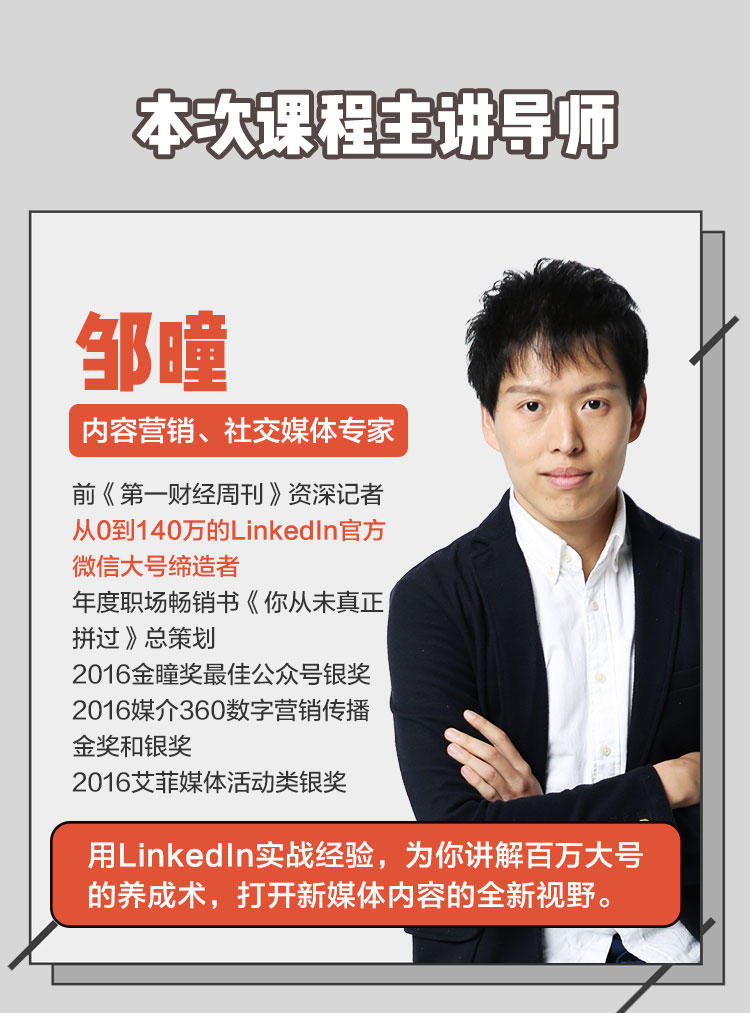 本次课程主讲导师
邹瞳
内容营销、社交媒体专家
前《第一财经周刊》资深记者
从0到140万的LinkedIn官方
微信大号缔造者
年度职场畅销书《你从未真正
拼过》总策划
2016金瞳奖最佳公众号银奖
2016媒介360数字营销传播
金奖和银奖
2016艾菲媒体活动类银奖
用LinkedIn实战经验，为你讲解百万大号
的养成术，打开新媒体内容的全新视野。